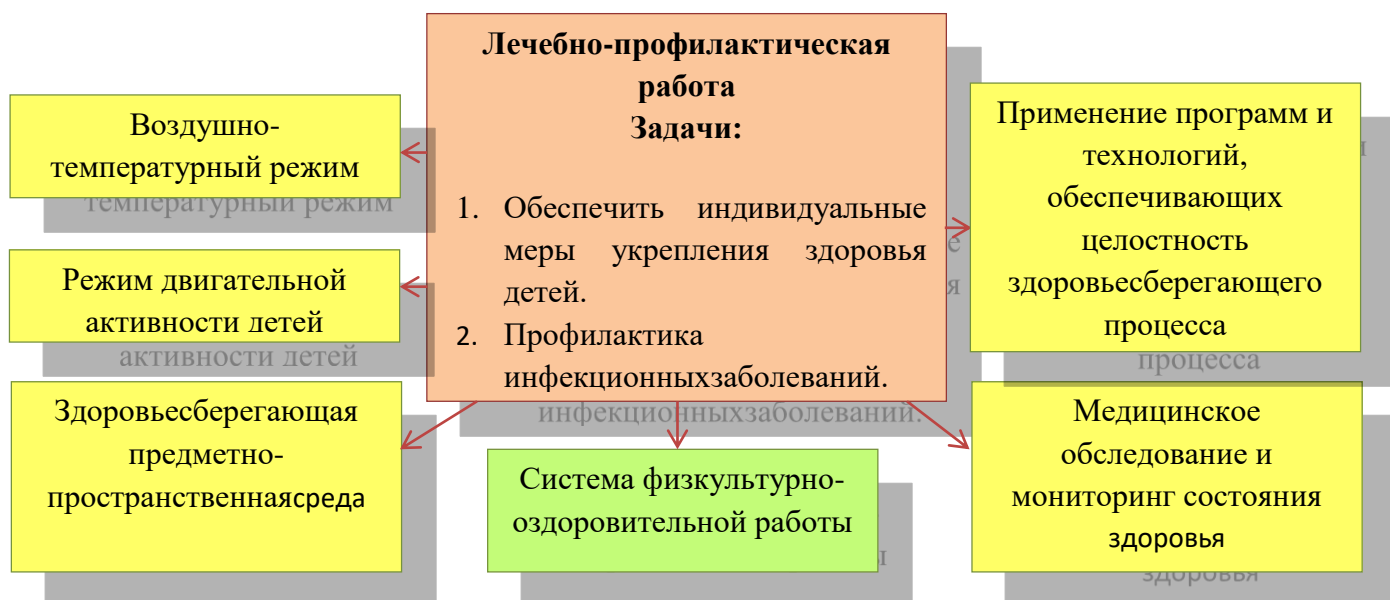 Лечебно-профилактическая
работа
Задачи:
1. Обеспечить индивидуальные
меры укрепления здоровья
детей.
2. Профилактика
инфекционныхзаболеваний.
Воздушно-
температурный режим
Режим двигательной
активности детей
Здоровьесберегающая
предметно-
пространственнаясреда
Система физкультурно-
оздоровительной работы
Применение программ и
технологий,
обеспечивающих
целостность
здоровьесберегающего
процесса
Медицинское
обследование и
мониторинг состояния
здоровья